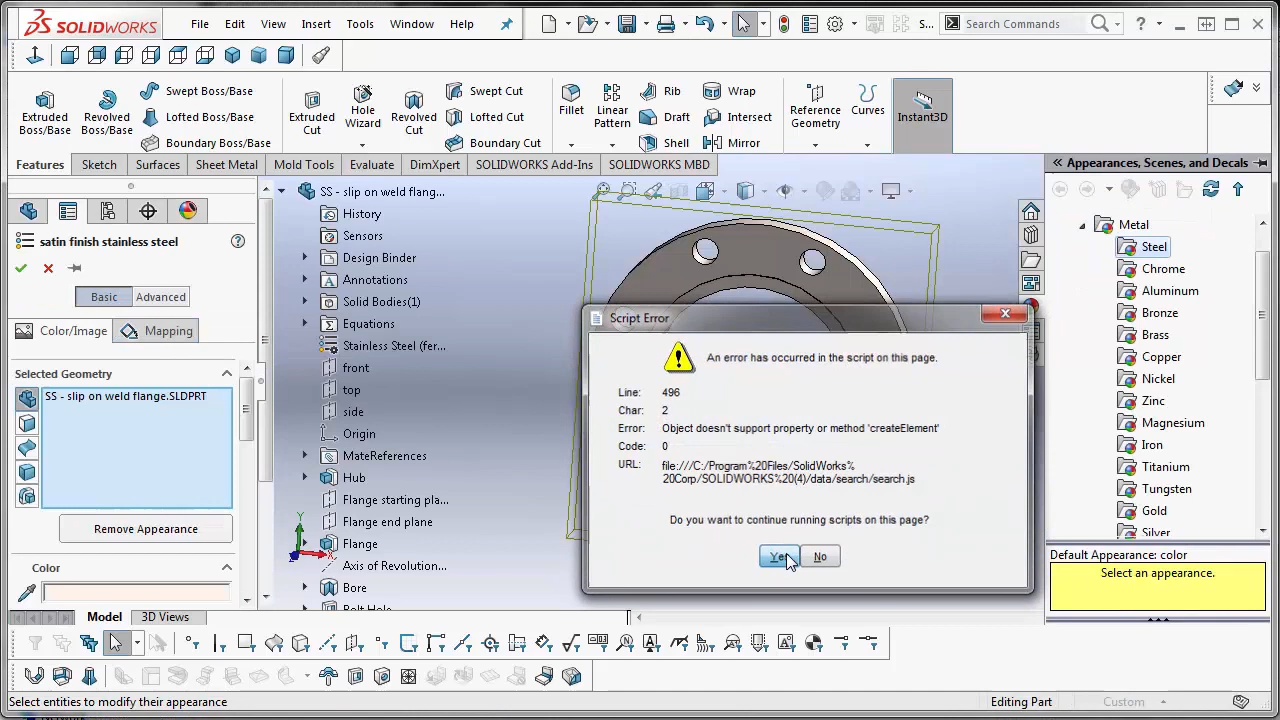 SOLIDWORKS
File
Edit
View
Insert
Tools
Window
Help
S...
Search Commands
Extruded
Boss/Base
Revolved
Boss/Base
Swept Boss/Base
Lofted Boss/Base
Boundary Boss/Base
Extruded
Cut
Hole
Wizard
Revolved
Cut
Swept Cut
Lofted Cut
Boundary Cut
Fillet
Linear
Pattern
Rib
Draft
Shell
Wrap
Intersect
Mirror
Reference
Geometry
Curves
Instant3D
Features
Sketch
Surfaces
Sheet Metal
Mold Tools
Evaluate
DimXpert
SOLIDWORKS Add-Ins
SOLIDWORKS MBD
satin finish stainless steel
Basic
Advanced
Color/Image
Mapping
Selected Geometry
SS - slip on weld flange.SLDPRT
Remove Appearance
Color
SS - slip on weld flang...
History
Sensors
Design Binder
Annotations
Solid Bodies(1)
Equations
Stainless Steel (fer...
front
top
side
Origin
MateReferences
Hub
Flange starting pla...
Flange end plane
Flange
Axis of Revolution...
Bore
Bolt Hole
Script Error
An error has occurred in the script on this page.
Line: 496
Char: 2
Error: Object doesn't support property or method 'createElement'
Code: 0
URL: file:///C:/Program%20Files/SolidWorks%
20Corp/SOLIDWORKS%20(4)/data/search/search.js
Do you want to continue running scripts on this page?
Yes
No
Appearances, Scenes, and Decals
Metal
Steel
Chrome
Aluminum
Bronze
Brass
Copper
Nickel
Zinc
Magnesium
Iron
Titanium
Tungsten
Gold
Silver
Default Appearance: color
Select an appearance.
Model
3D Views
Select entities to modify their appearance
Editing Part
Custom